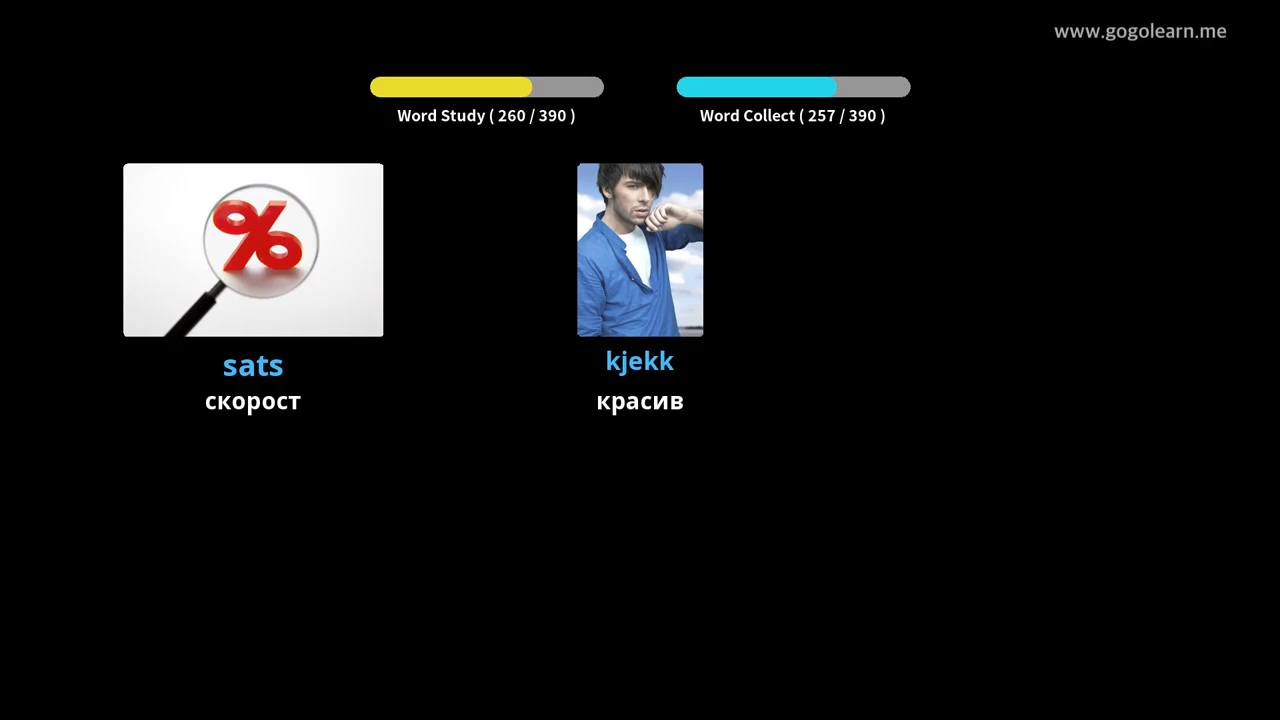 www.gogolearn.me
Word Study ( 260 / 390 )
Word Collect ( 257 / 390 )
%
sats
kjekk
скорост
красив